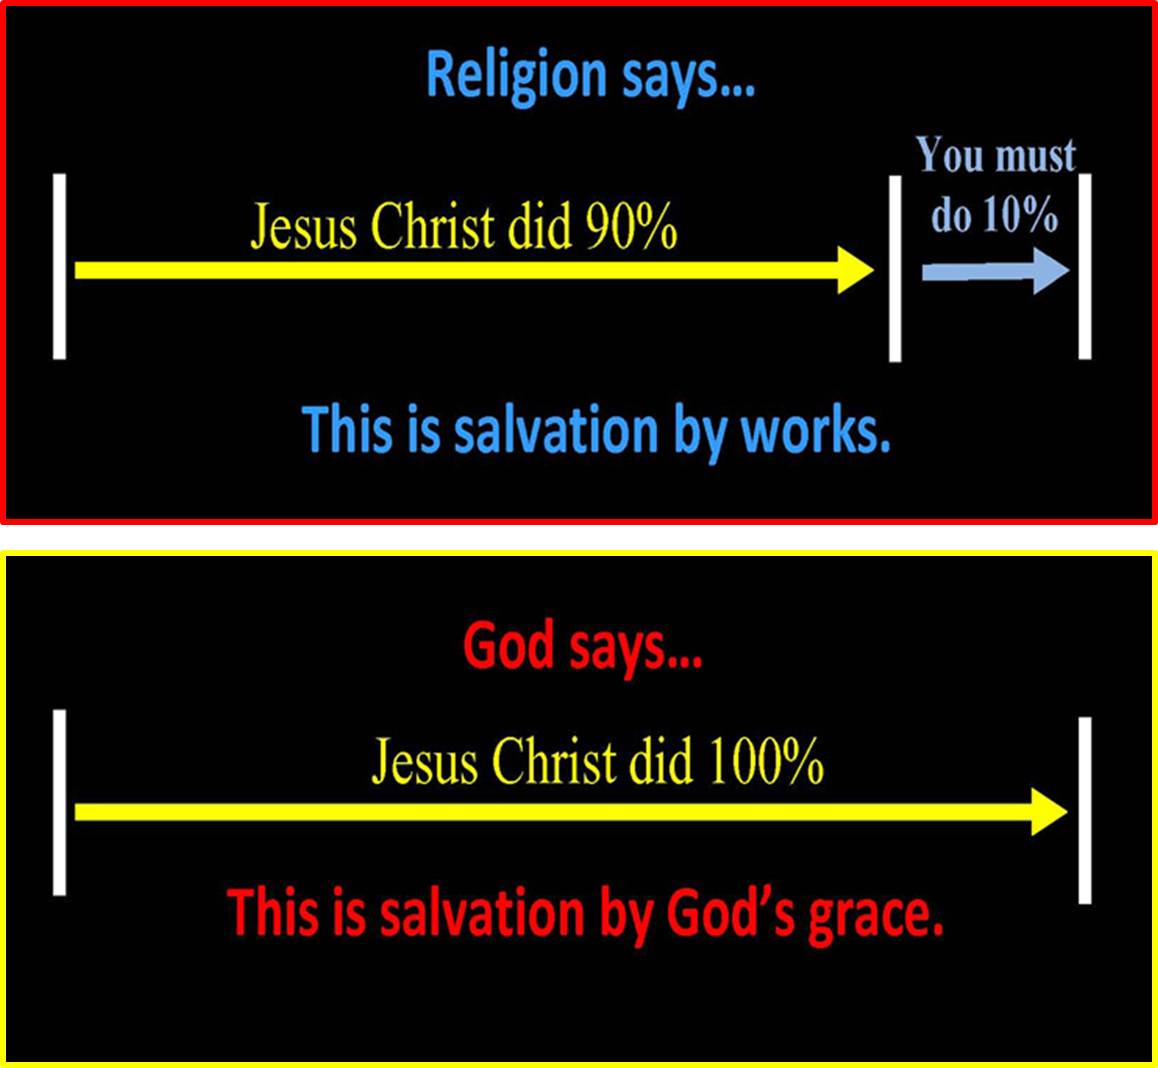 Religion says...
You must
do 10%
Jesus Christ did 90%
This is salvation by works.
God says...
Jesus Christ did 100%
This is salvation by God’s grace.